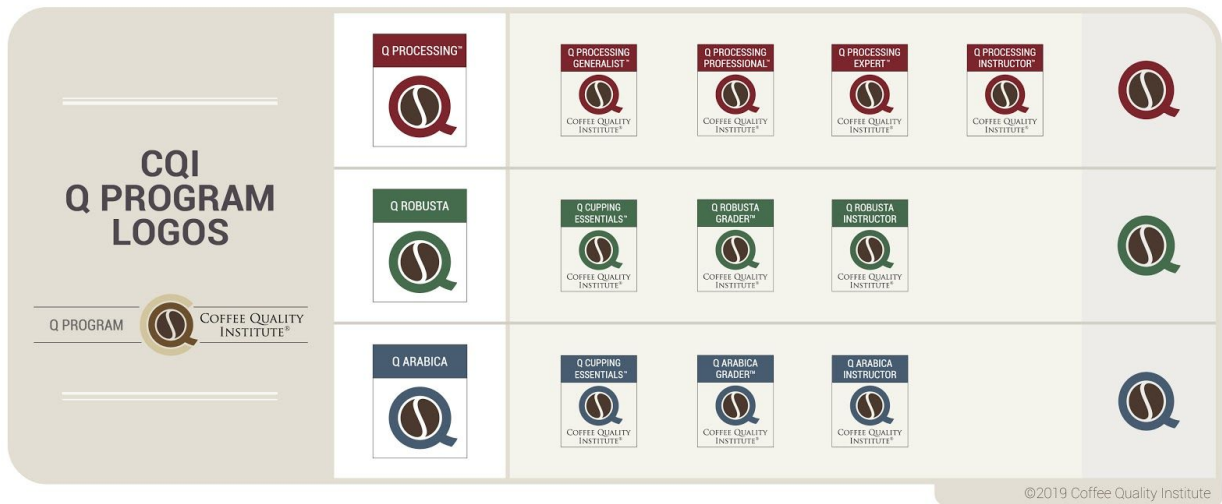 CQI
Q PROGRAM
LOGOS
Q PROGRAM
COFFEE QUALITY
INSTITUTE®
Q PROCESSING™
Q PROCESSING
GENERALIST™
COFFEE QUALITY
INSTITUTE®
Q PROCESSING
PROFESSIONAL™
COFFEE QUALITY
INSTITUTE®
Q PROCESSING
EXPERT™
COFFEE QUALITY
INSTITUTE®
Q PROCESSING
INSTRUCTOR™
COFFEE QUALITY
INSTITUTE®
Q ROBUSTA
Q CUPPING
ESSENTIALS™
COFFEE QUALITY
INSTITUTE®
Q ROBUSTA
GRADER™
COFFEE QUALITY
INSTITUTE®
Q ROBUSTA
INSTRUCTOR
COFFEE QUALITY
INSTITUTE®
Q ARABICA
Q CUPPING
ESSENTIALS™
COFFEE QUALITY
INSTITUTE®
Q ARABICA
GRADER™
COFFEE QUALITY
INSTITUTE®
Q ARABICA
INSTRUCTOR
COFFEE QUALITY
INSTITUTE®
©2019 Coffee Quality Institute